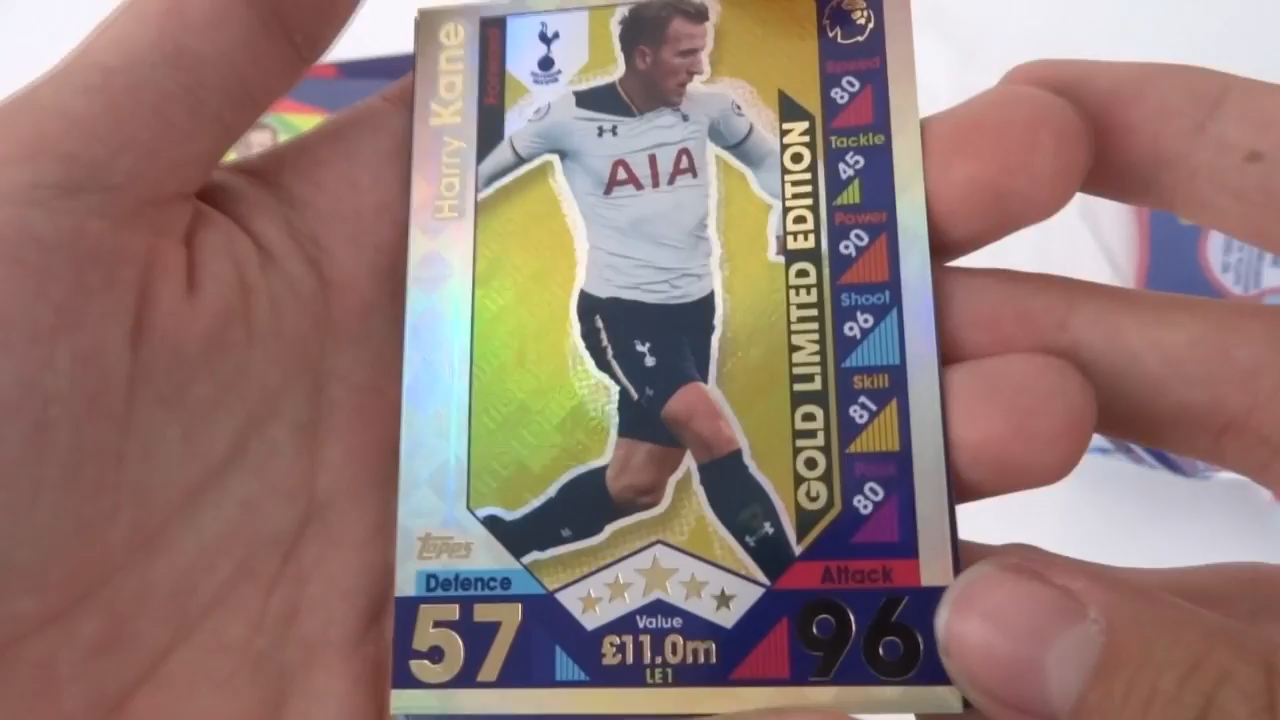 Harry Kane
Forward
AIA
GOLD LIMITED EDITION
Speed
80
Tackle
45
Power
90
Shoot
96
Skill
81
Pass
80
topps
Defence
57
Value
£11.0m
LE1
Attack
96